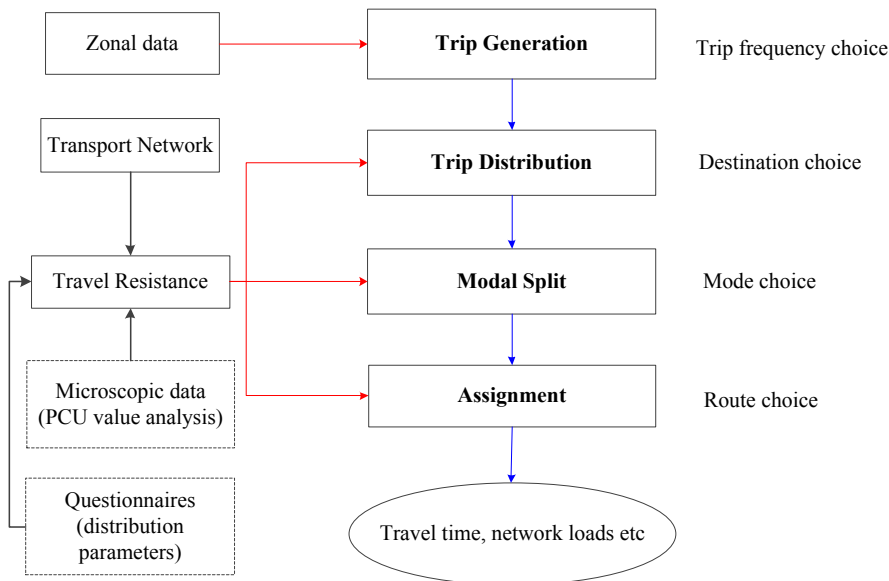 Zonal data
Trip Generation
Trip frequency choice
Transport Network
Trip Distribution
Destination choice
Travel Resistance
Modal Split
Mode choice
Microscopic data
(PCU value analysis)
Assignment
Route choice
Questionnaires
(distribution
parameters)
Travel time, network loads etc